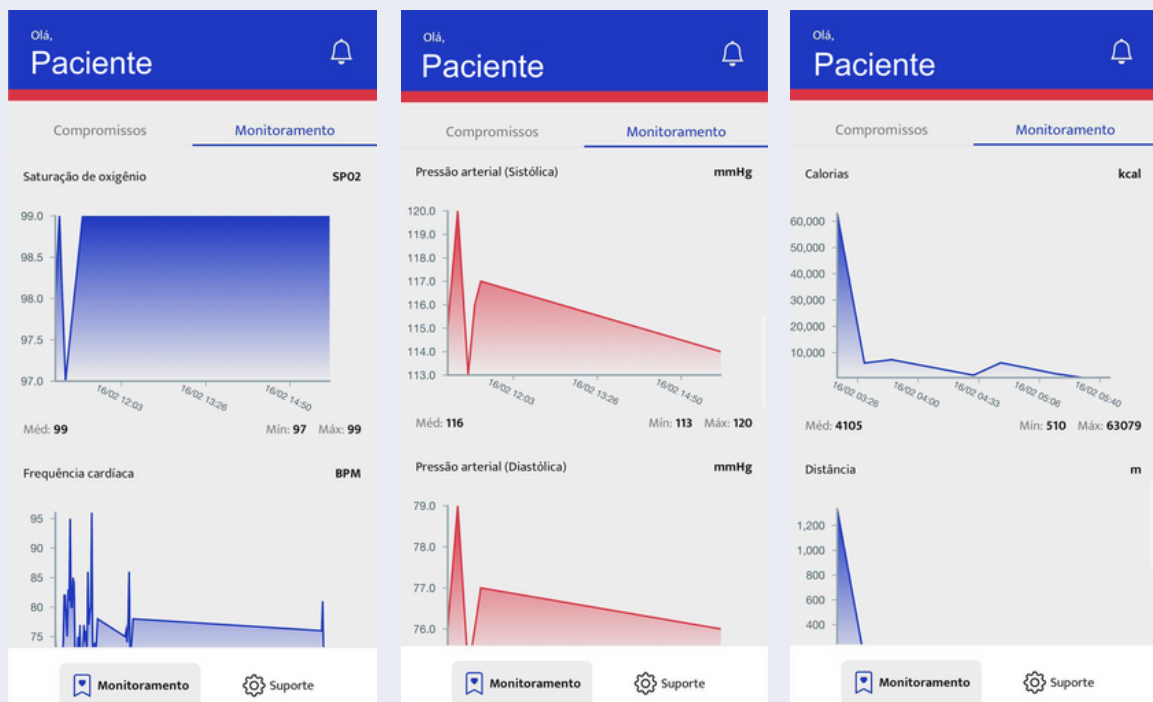 Olá,
Paciente
Compromissos Monitoramento
Saturação de oxigênio SPO2
99.0
98.5
98.0
97.5
97.0
16/02 12:03 16/02 13:26 16/02 14:50
Méd: 99 Mín: 97 Máx: 99
Frequência cardíaca BPM
95
90
85
80
75
Monitoramento Suporte
Olá,
Paciente
Compromissos Monitoramento
Pressão arterial (Sistólica) mmHg
120.0
119.0
118.0
117.0
116.0
115.0
114.0
113.0
16/02 12:03 16/02 13:26 16/02 14:50
Méd: 116 Mín: 113 Máx: 120
Pressão arterial (Diastólica) mmHg
79.0
78.0
77.0
76.0
Monitoramento Suporte
Olá,
Paciente
Compromissos Monitoramento
Calorias kcal
60,000
50,000
40,000
30,000
20,000
10,000
16/02 03:26 16/02 04:00 16/02 04:33 16/02 05:06 16/02 05:40
Méd: 4105 Mín: 510 Máx: 63079
Distância m
1,200
1,000
800
600
400
Monitoramento Suporte